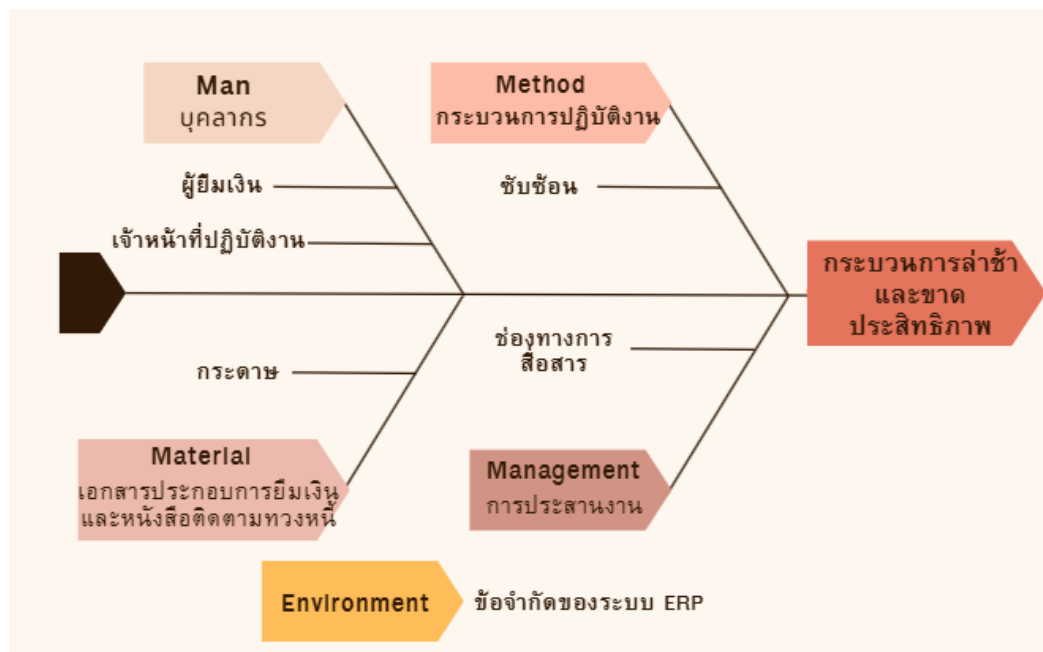 Man
บุคลากร
Method
กระบวนการปฏิบัติงาน
ผู้ยืมเงิน
ซับซ้อน
เจ้าหน้าที่ปฏิบัติงาน
กระบวนการล่าช้า
และขาด
ประสิทธิภาพ
ช่องทางการ
สื่อสาร
กระดาษ
Material
เอกสารประกอบการยืมเงิน
และหนังสือติดตามทวงหนี้
Management
การประสานงาน
Environment
ข้อจำกัดของระบบ ERP